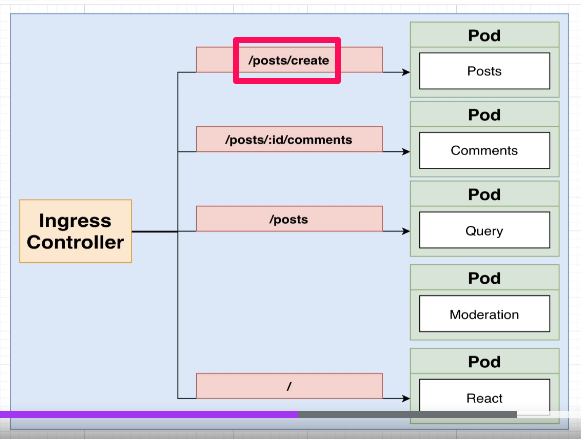 Pod
/posts/create
Posts
Pod
/posts/:id/comments
Comments
Pod
Ingress
Controller
/posts
Query
Pod
Moderation
Pod
/
React